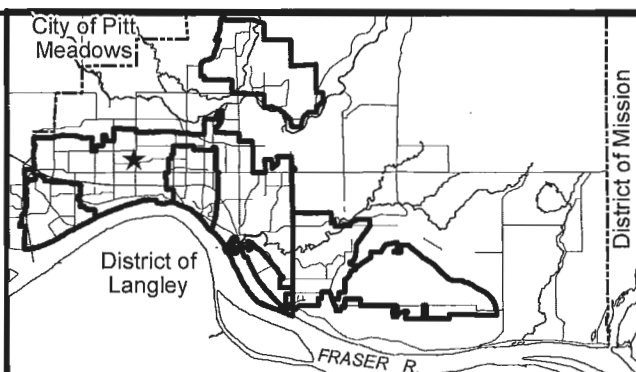 City of Pitt
Meadows
District of Mission
District of
Langley
FRASER R.